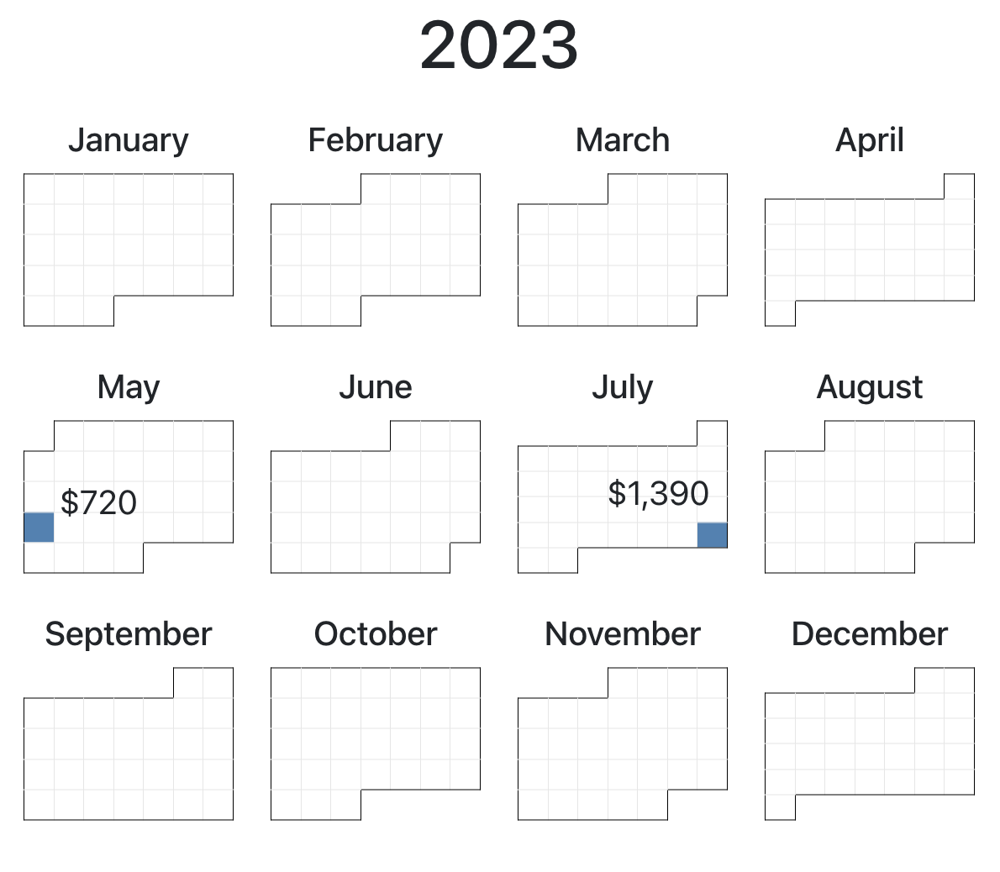 2023
January February March April
May June July August
$720 $1,390
September October November December